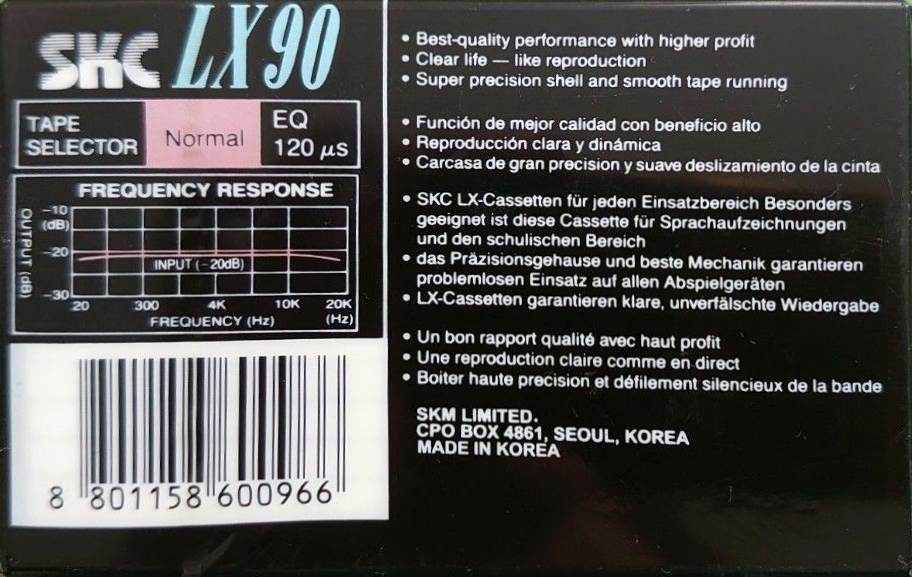 SKC LX90
TAPE
SELECTOR
Normal
EQ
120 µs
FREQUENCY RESPONSE
OUTPUT (dB)
-10
(dB)
-20
-30
INPUT (-20dB)
20 300 4K 10K 20K
FREQUENCY (Hz) (Hz)
8 801158 600966
• Best-quality performance with higher profit
• Clear life — like reproduction
• Super precision shell and smooth tape running
• Función de mejor calidad con beneficio alto
• Reproducción clara y dinámica
• Carcasa de gran precision y suave deslizamiento de la cinta
• SKC LX-Cassetten für jeden Einsatzbereich Besonders
geeignet ist diese Cassette für Sprachaufzeichnungen
und den schulischen Bereich
• das Präzisionsgehause und beste Mechanik garantieren
problemlosen Einsatz auf allen Abspielgeräten
• LX-Cassetten garantieren klare, unverfälschte Wiedergabe
• Un bon rapport qualité avec haut profit
• Une reproduction claire comme en direct
• Boiter haute precision et défilement silencieux de la bande
SKM LIMITED.
CPO BOX 4861, SEOUL, KOREA
MADE IN KOREA